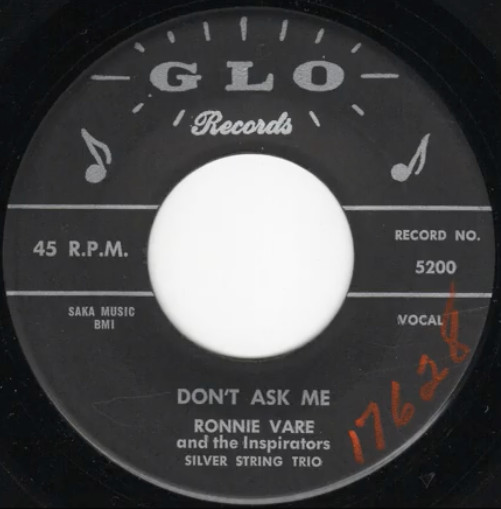 GLO
Records
45 R.P.M.
RECORD NO.
5200
SAKA MUSIC
BMI
VOCAL
DON'T ASK ME
RONNIE VARE
and the Inspirators
SILVER STRING TRIO
17628